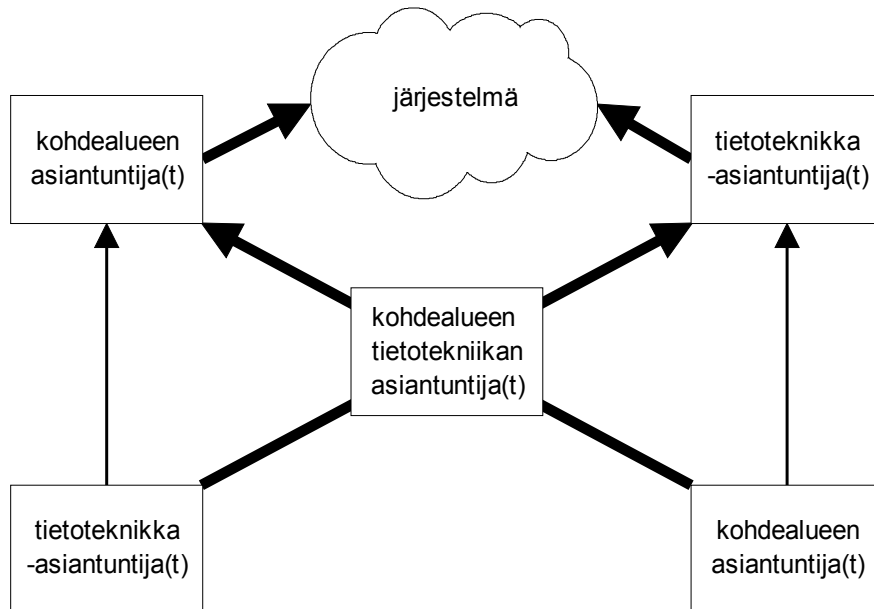 järjestelmä
kohdealueen
asiantuntija(t)
tietoteknikka
-asiantuntija(t)
kohdealueen
tietotekniikan
asiantuntija(t)
tietoteknikka
-asiantuntija(t)
kohdealueen
asiantuntija(t)